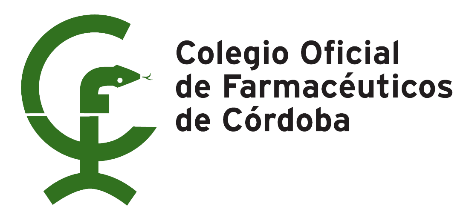 Colegio Oficial
de Farmacéuticos
de Córdoba